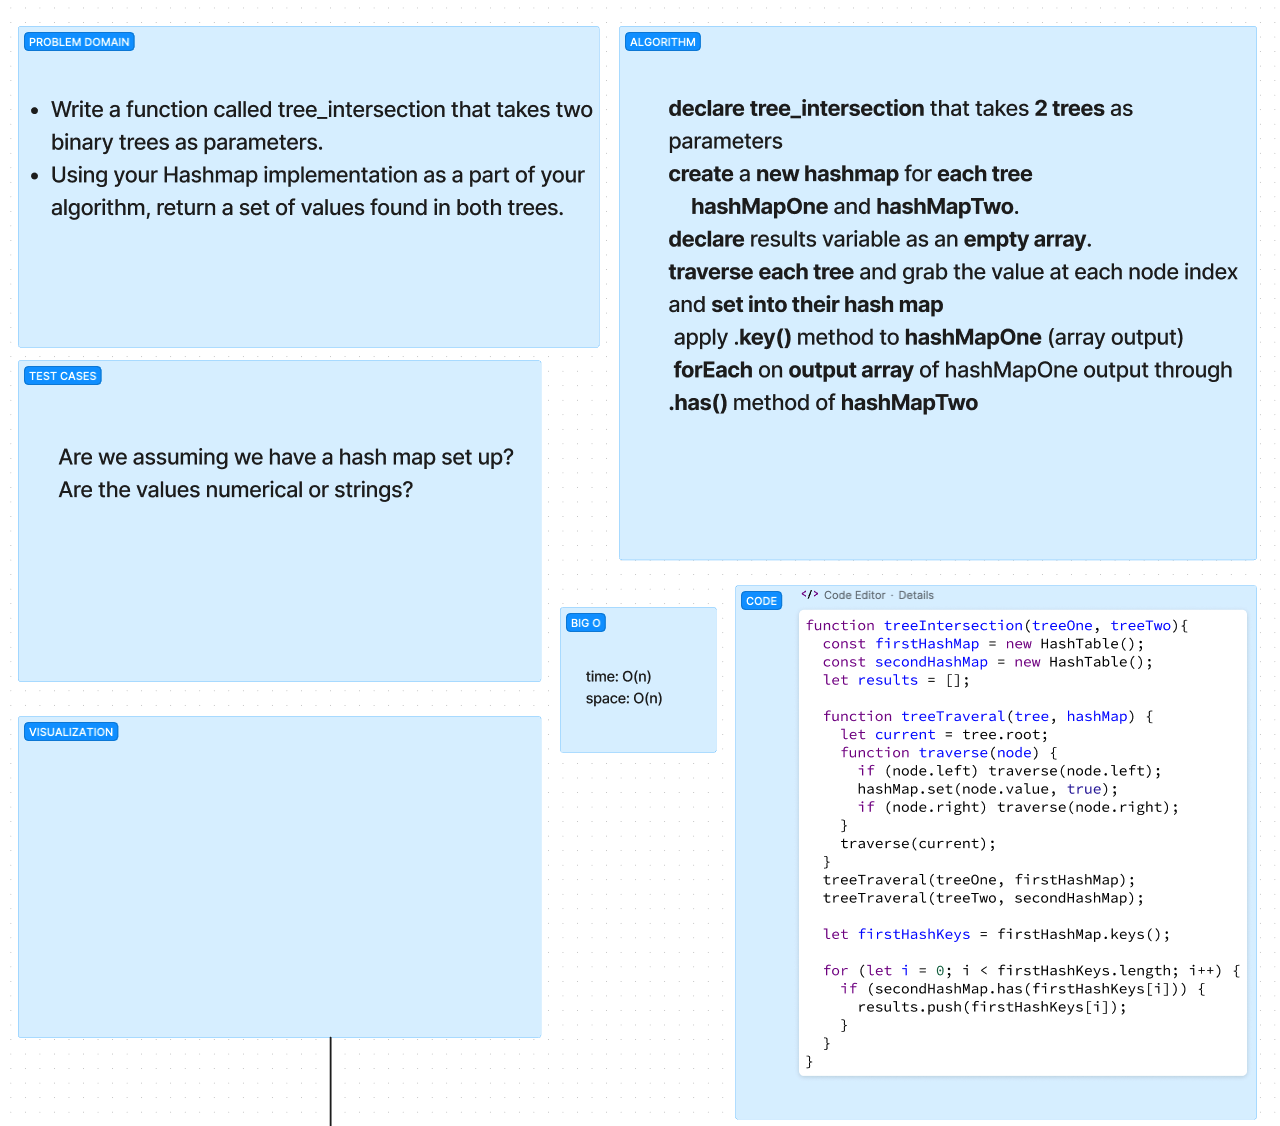 PROBLEM DOMAIN
• Write a function called tree_intersection that takes two
binary trees as parameters.
• Using your Hashmap implementation as a part of your
algorithm, return a set of values found in both trees.
ALGORITHM
declare tree_intersection that takes 2 trees as
parameters
create a new hashmap for each tree
hashMapOne and hashMapTwo.
declare results variable as an empty array.
traverse each tree and grab the value at each node index
and set into their hash map
apply .key() method to hashMapOne (array output)
forEach on output array of hashMapOne output through
.has() method of hashMapTwo
TEST CASES
Are we assuming we have a hash map set up?
Are the values numerical or strings?
BIG O
time: O(n)
space: O(n)
VISUALIZATION
CODE
</> Code Editor · Details
function treeIntersection(treeOne, treeTwo){
  const firstHashMap = new HashTable();
  const secondHashMap = new HashTable();
  let results = [];
  function treeTraveral(tree, hashMap) {
    let current = tree.root;
    function traverse(node) {
      if (node.left) traverse(node.left);
      hashMap.set(node.value, true);
      if (node.right) traverse(node.right);
    }
    traverse(current);
  }
  treeTraveral(treeOne, firstHashMap);
  treeTraveral(treeTwo, secondHashMap);
  let firstHashKeys = firstHashMap.keys();
  for (let i = 0; i < firstHashKeys.length; i++) {
    if (secondHashMap.has(firstHashKeys[i])) {
      results.push(firstHashKeys[i]);
    }
  }
}